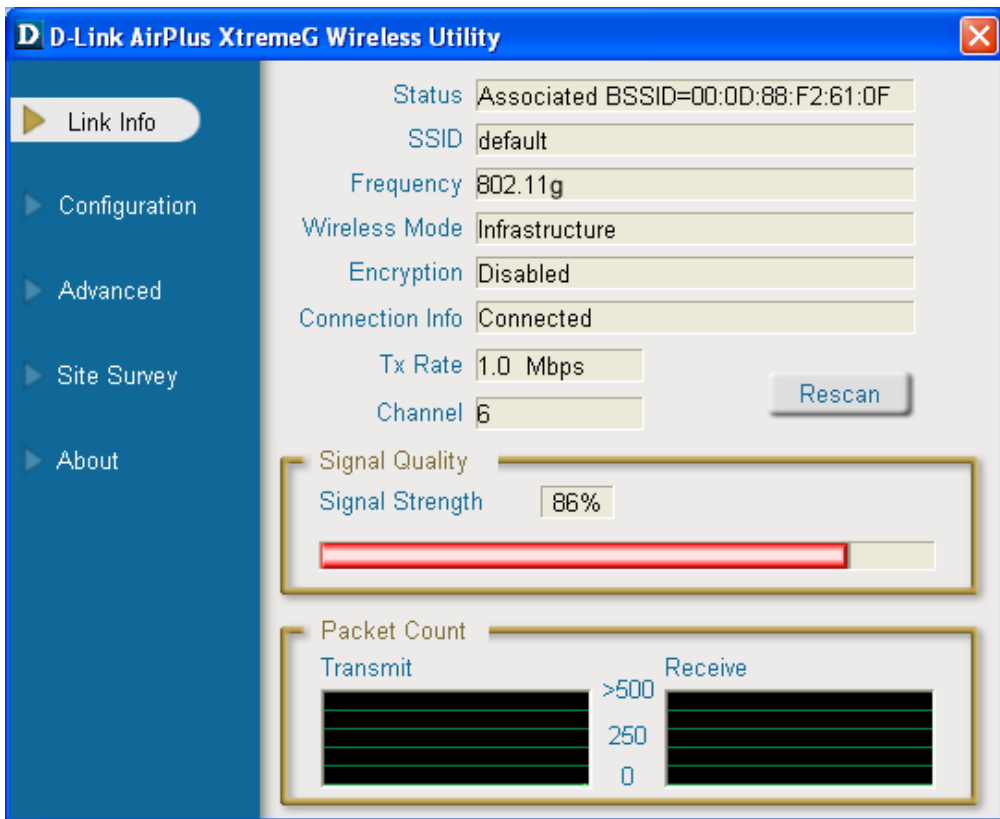 D D-Link AirPlus XtremeG Wireless Utility
Link Info
Configuration
Advanced
Site Survey
About
Status Associated BSSID=00:0D:88:F2:61:0F
SSID default
Frequency 802.11g
Wireless Mode Infrastructure
Encryption Disabled
Connection Info Connected
Tx Rate 1.0 Mbps
Channel 6
Rescan
Signal Quality
Signal Strength 86%
Packet Count
Transmit
Receive
>500
250
0